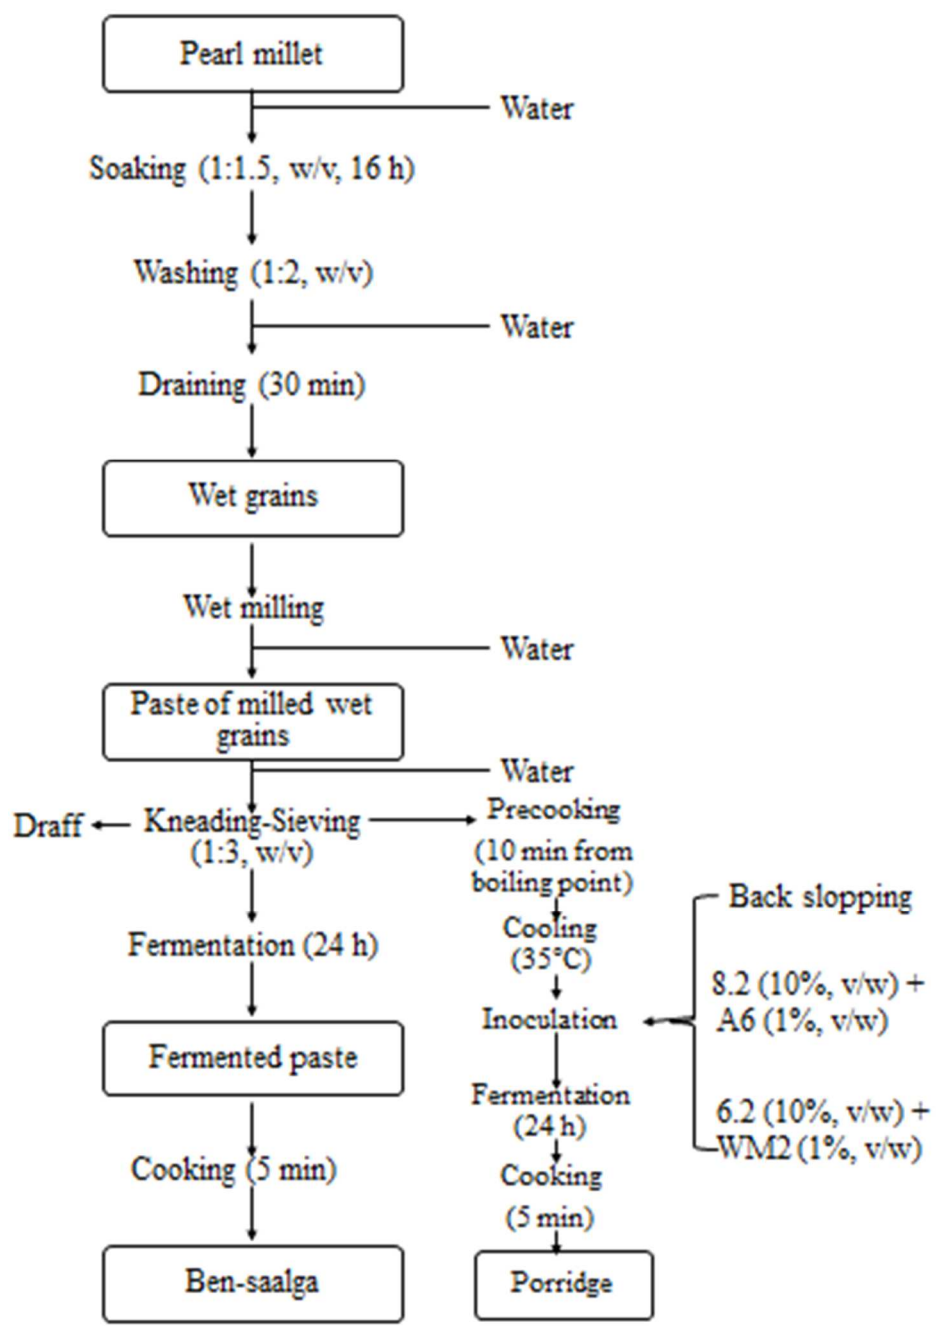 Pearl millet
Water
Soaking (1:1.5, w/v, 16 h)
Washing (1:2, w/v)
Water
Draining (30 min)
Wet grains
Wet milling
Water
Paste of milled wet
grains
Water
Draff
Kneading-Sieving
(1:3, w/v)
Precooking
(10 min from
boiling point)
Cooling
(35°C)
Inoculation
Back slopping
8.2 (10%, v/w) +
A6 (1%, v/w)
6.2 (10%, v/w) +
WM2 (1%, v/w)
Fermentation (24 h)
Fermented paste
Cooking (5 min)
Ben-saalga
Fermentation
(24 h)
Cooking
(5 min)
Porridge